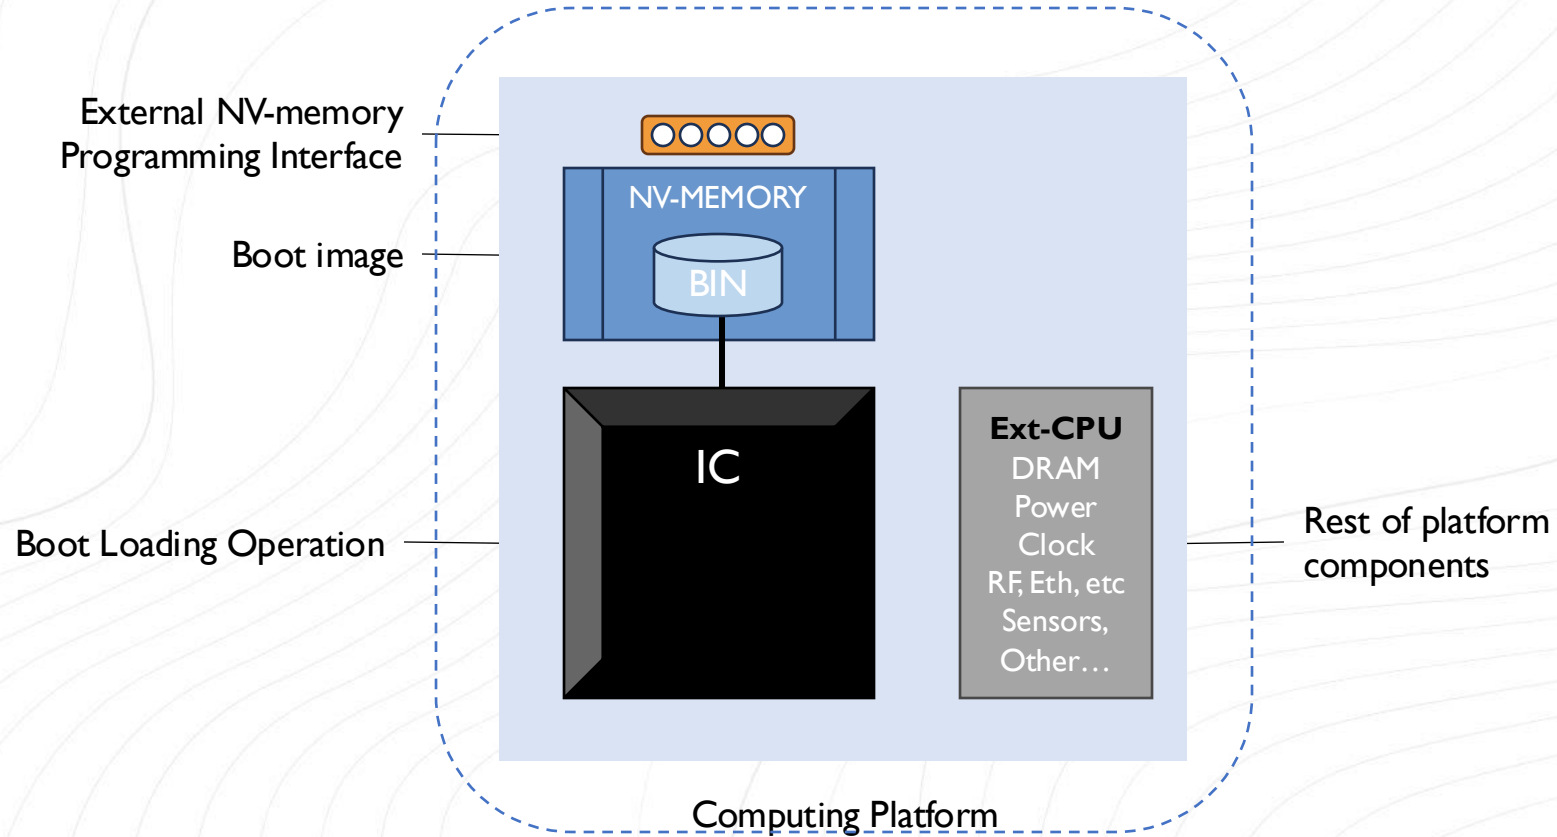 External NV-memory
Programming Interface
NV-MEMORY
Boot image
BIN
Ext-CPU
IC
DRAM
Power
Clock
Boot Loading Operation
Rest of platform
components
RF, Eth, etc
Sensors,
Other…
Computing Platform